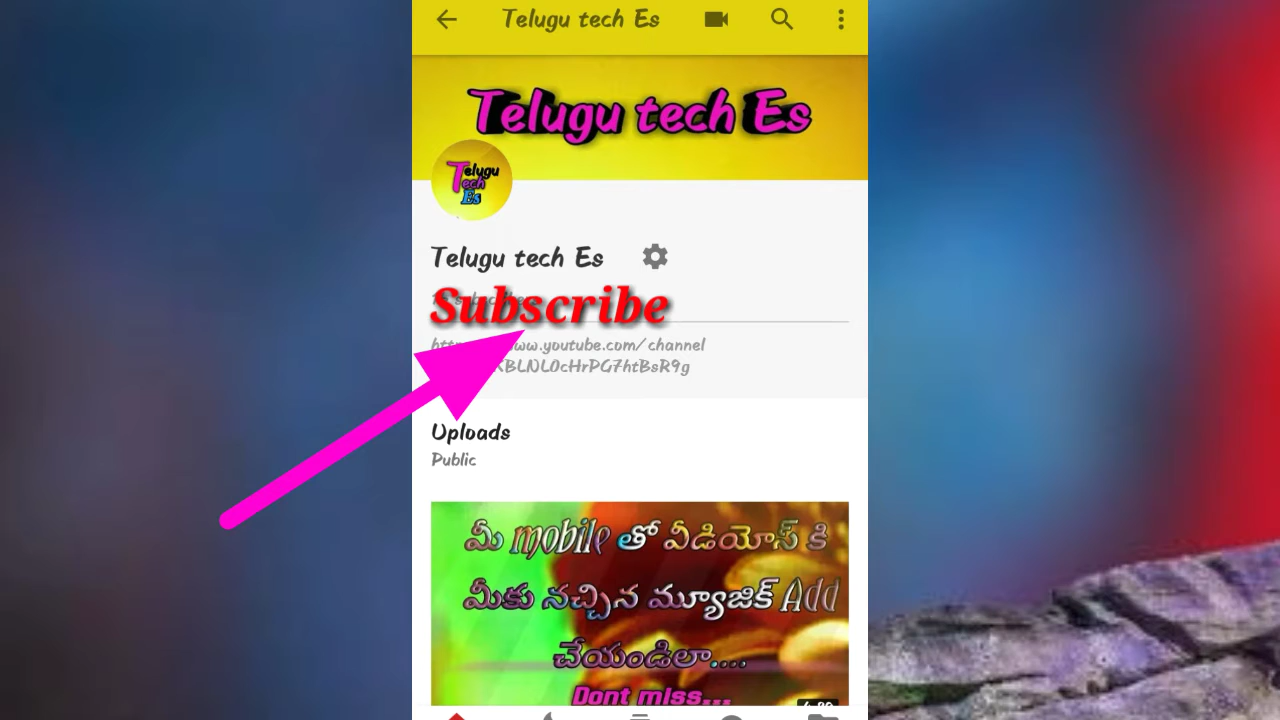 Telugu tech Es
Telugu tech Es
Telugu
Tech
Es
Telugu tech Es
Subscribe
youtube.com/channel
BLNL0cHrPG7htBsR9g
Uploads
Public
మీ mobile తో వీడియోస్ కి
మీకు నచ్చిన మ్యూజిక్ Add
చేయండిలా....
Dont miss...